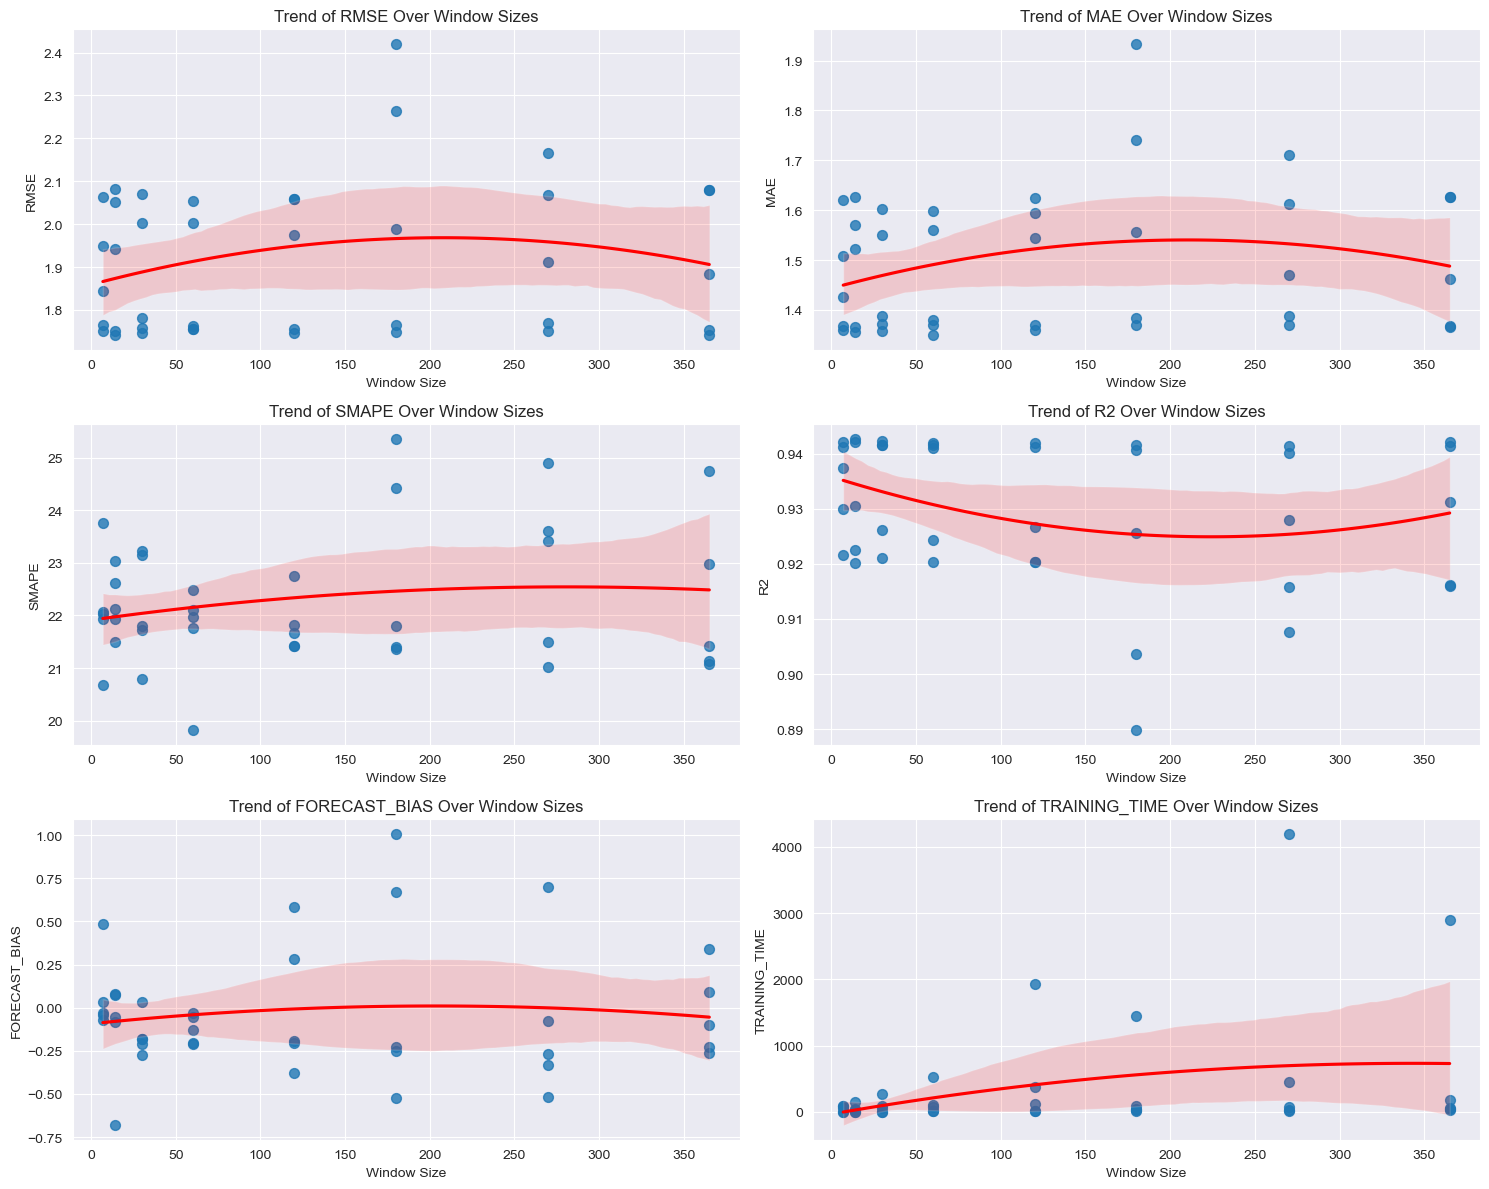 Trend of RMSE Over Window Sizes
RMSE
2.4
2.3
2.2
2.1
2.0
1.9
1.8
0 50 100 150 200 250 300 350
Window Size
Trend of MAE Over Window Sizes
MAE
1.9
1.8
1.7
1.6
1.5
1.4
0 50 100 150 200 250 300 350
Window Size
Trend of SMAPE Over Window Sizes
SMAPE
25
24
23
22
21
20
0 50 100 150 200 250 300 350
Window Size
Trend of R2 Over Window Sizes
R2
0.94
0.93
0.92
0.91
0.90
0.89
0 50 100 150 200 250 300 350
Window Size
Trend of FORECAST_BIAS Over Window Sizes
FORECAST_BIAS
1.00
0.75
0.50
0.25
0.00
−0.25
−0.50
−0.75
0 50 100 150 200 250 300 350
Window Size
Trend of TRAINING_TIME Over Window Sizes
TRAINING_TIME
4000
3000
2000
1000
0
0 50 100 150 200 250 300 350
Window Size